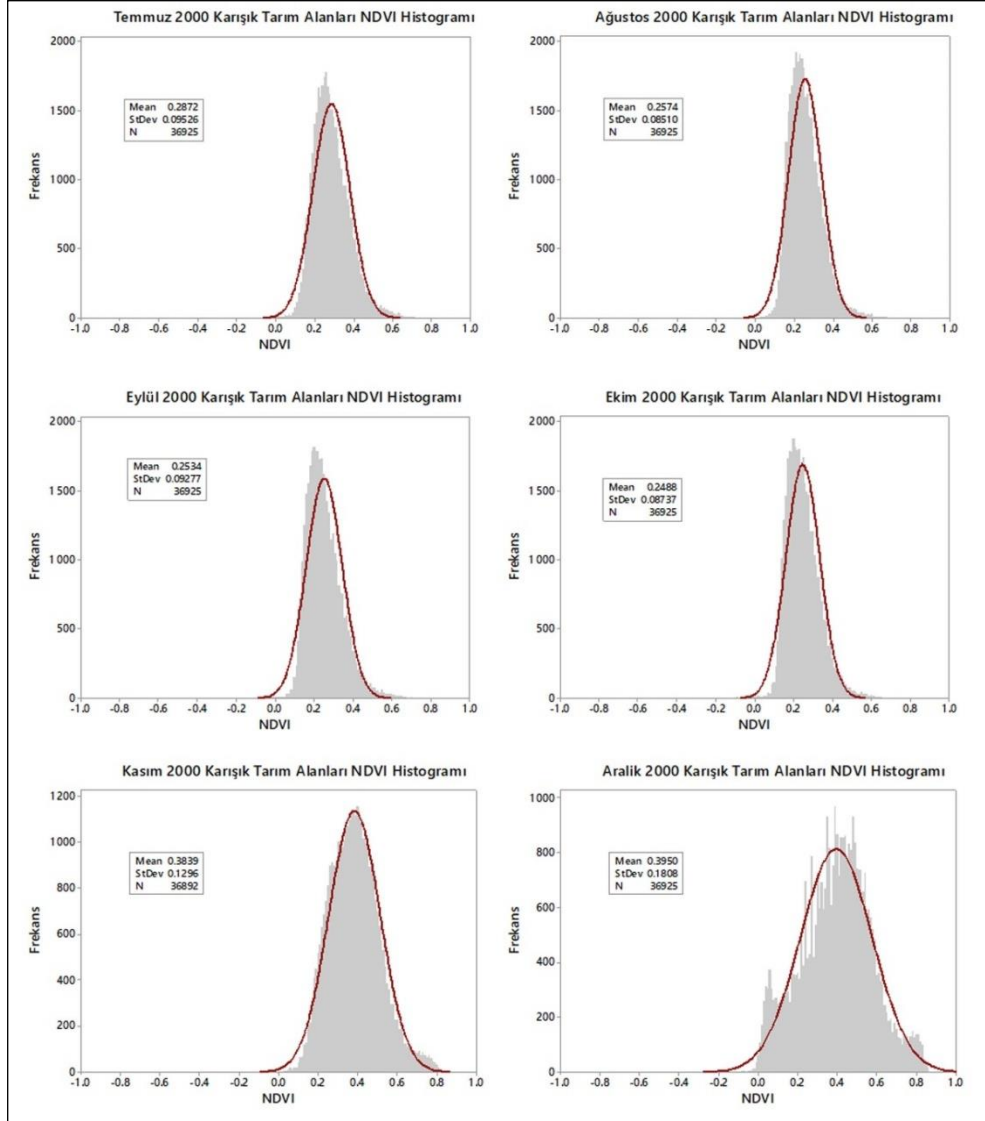 Temmuz 2000 Karışık Tarım Alanları NDVI Histogramı
2000
1500
1000
500
0
Frekans
Mean 0.2872
StDev 0.09526
N 36925
-1.0 -0.8 -0.6 -0.4 -0.2 0.0 0.2 0.4 0.6 0.8 1.0
NDVI
Ağustos 2000 Karışık Tarım Alanları NDVI Histogramı
2000
1500
1000
500
0
Frekans
Mean 0.2574
StDev 0.08510
N 36925
-1.0 -0.8 -0.6 -0.4 -0.2 0.0 0.2 0.4 0.6 0.8 1.0
NDVI
Eylül 2000 Karışık Tarım Alanları NDVI Histogramı
2000
1500
1000
500
0
Frekans
Mean 0.2534
StDev 0.09277
N 36925
-1.0 -0.8 -0.6 -0.4 -0.2 0.0 0.2 0.4 0.6 0.8 1.0
NDVI
Ekim 2000 Karışık Tarım Alanları NDVI Histogramı
2000
1500
1000
500
0
Frekans
Mean 0.2488
StDev 0.08737
N 36925
-1.0 -0.8 -0.6 -0.4 -0.2 0.0 0.2 0.4 0.6 0.8 1.0
NDVI
Kasım 2000 Karışık Tarım Alanları NDVI Histogramı
1200
1000
800
600
400
200
0
Frekans
Mean 0.3839
StDev 0.1296
N 36892
-1.0 -0.8 -0.6 -0.4 -0.2 0.0 0.2 0.4 0.6 0.8 1.0
NDVI
Aralik 2000 Karışık Tarım Alanları NDVI Histogramı
1000
800
600
400
200
0
Frekans
Mean 0.3950
StDev 0.1808
N 36925
-1.0 -0.8 -0.6 -0.4 -0.2 0.0 0.2 0.4 0.6 0.8 1.0
NDVI